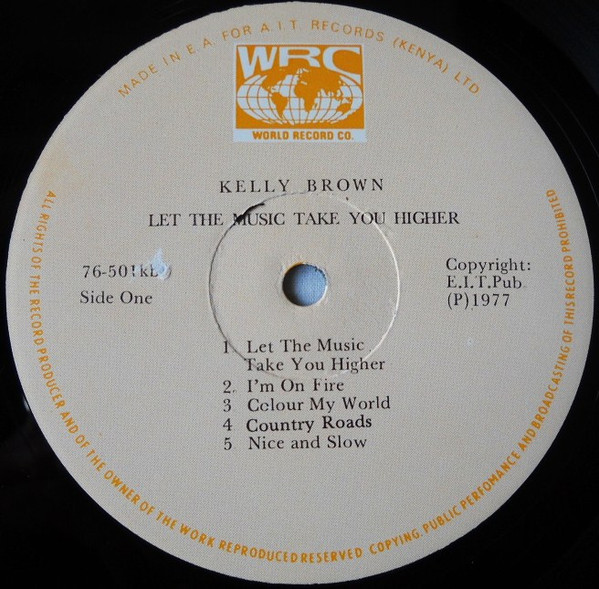 MADE IN E.A. FOR A.I.T. RECORDS (KENYA) LTD
WRC
WORLD RECORD CO.
KELLY BROWN
LET THE MUSIC TAKE YOU HIGHER
Side One
Copyright:
E.I.T.Pub
(P)1977
1 Let The Music
Take You Higher
2. I'm On Fire
3 Colour My World
4 Country Roads
5 Nice and Slow
ALL RIGHTS OF THE RECORD PRODUCER AND OF THE OWNER OF THE WORK REPRODUCED RESERVED COPYING. PUBLIC PERFOMANCE AND BROADCASTING OF THIS RECORD PROHIBITED